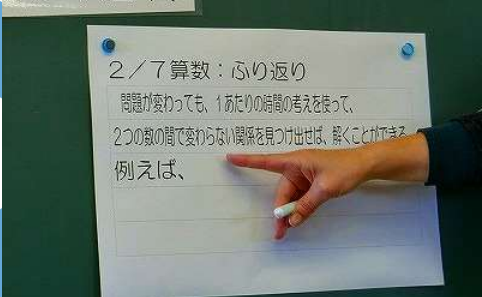 2/7算数：ふり返り
問題が変わっても、1あたりの時間の考えを使って、
2つの数の間で変わらない関係を見つけ出せば、解くことができる
例えば、